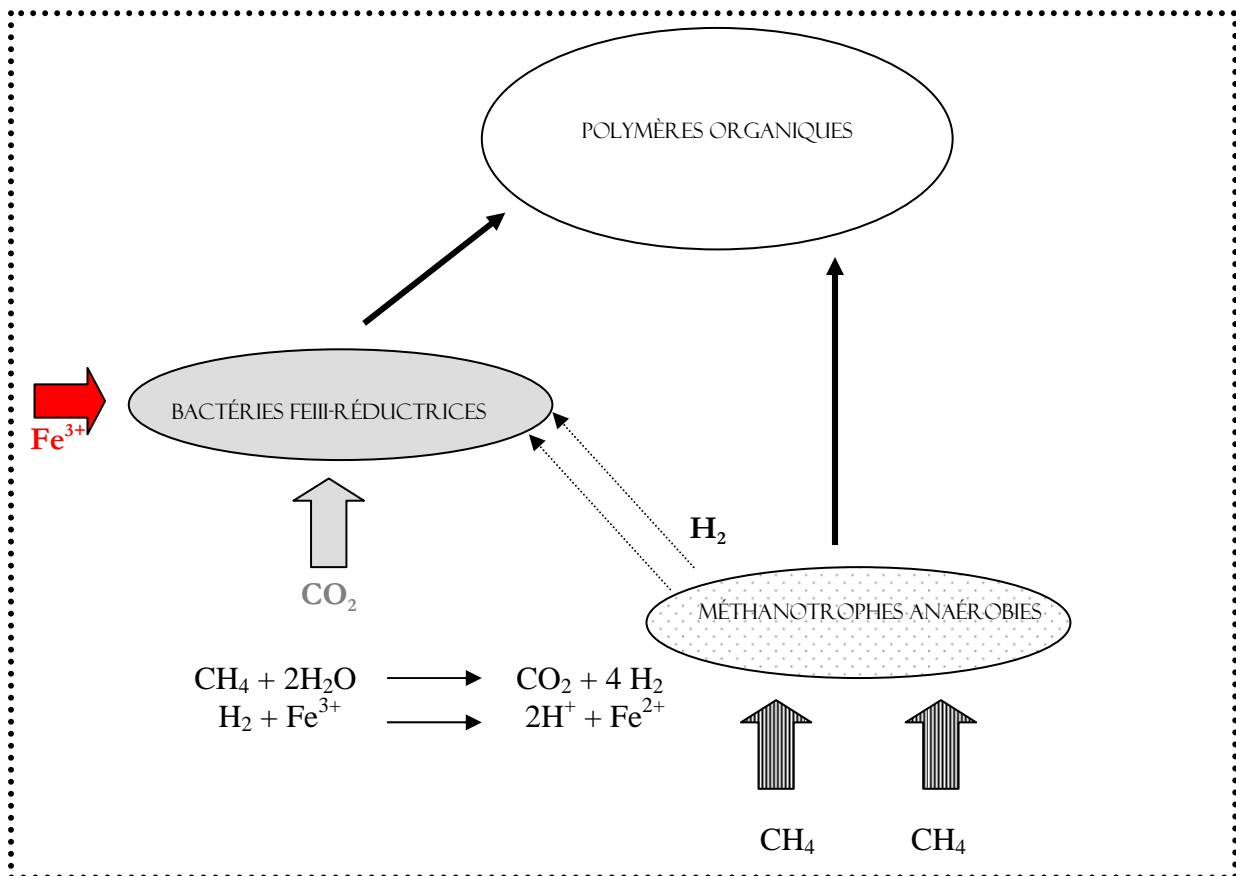 POLYMÈRES ORGANIQUES
BACTÉRIES FEIII-RÉDUCTRICES
Fe³⁺
H₂
CO₂
MÉTHANOTROPHES ANAÉROBIES
CH₄ + 2H₂O → CO₂ + 4 H₂
H₂ + Fe³⁺ → 2H⁺ + Fe²⁺
CH₄ CH₄